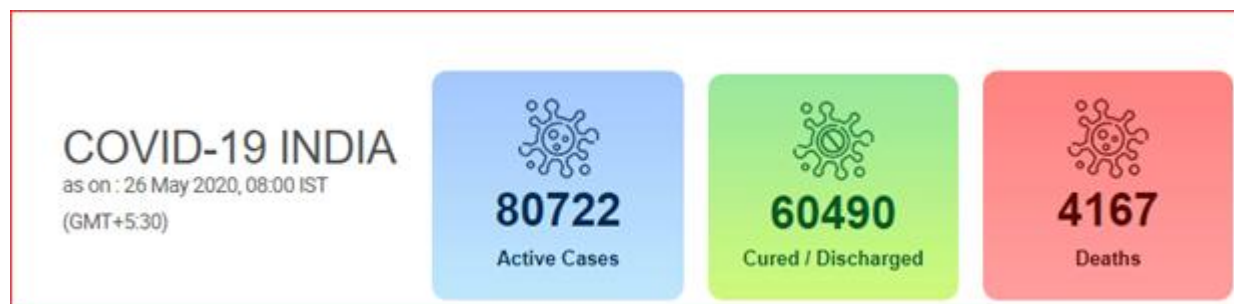 COVID-19 INDIA
as on : 26 May 2020, 08:00 IST
(GMT+5:30)
80722
Active Cases
60490
Cured / Discharged
4167
Deaths